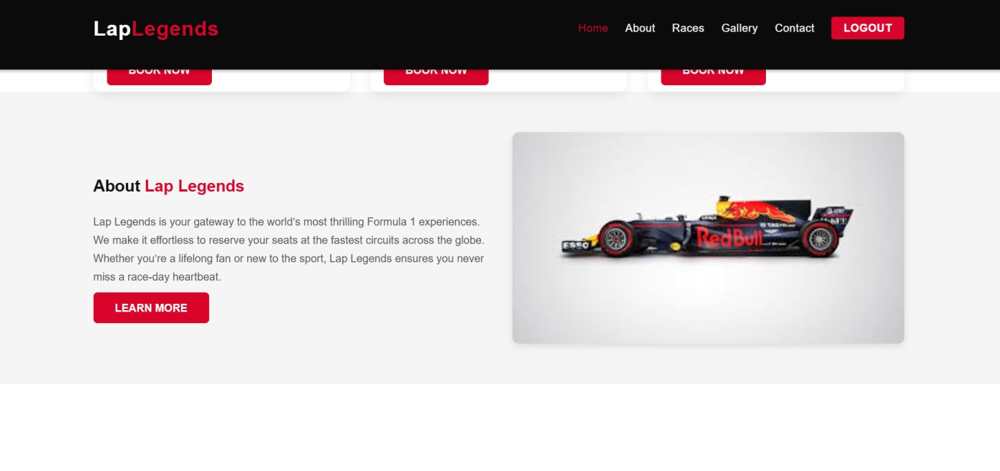 LapLegends
Home About Races Gallery Contact LOGOUT
BOOK NOW BOOK NOW BOOK NOW
About Lap Legends
Lap Legends is your gateway to the world’s most thrilling Formula 1 experiences.
We make it effortless to reserve your seats at the fastest circuits across the globe.
Whether you’re a lifelong fan or new to the sport, Lap Legends ensures you never
miss a race-day heartbeat.
LEARN MORE
ESSO
Red Bull
Mobil